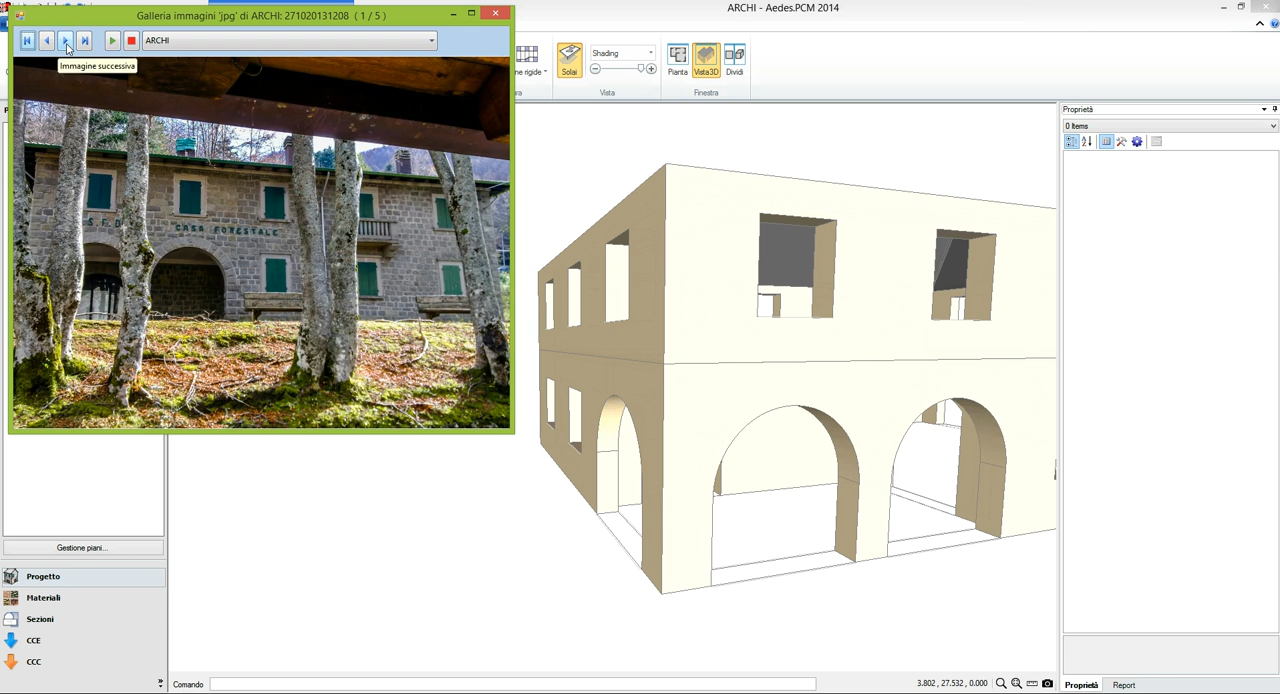 Galleria immagini 'jpg' di ARCHI: 271020131208 ( 1 / 5 )
ARCHI - Aedes.PCM 2014
ARCHI
Immagine successiva
S.F.D.
CASA FORESTALE
ne rigide
Solai
Shading
Vista
Pianta
Vista3D
Dividi
Finestra
Proprietà
0 Items
Gestione piani...
Progetto
Materiali
Sezioni
CCE
CCC
Comando
3.802 , 27.532 , 0.000
Proprietà
Report